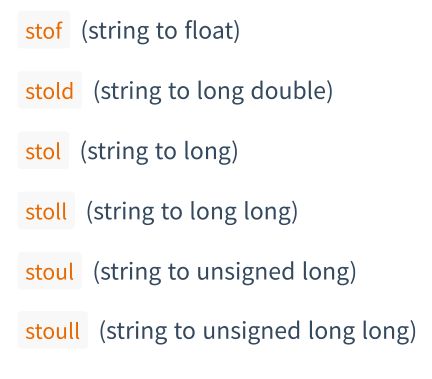 stof (string to float)
stold (string to long double)
stol (string to long)
stoll (string to long long)
stoul (string to unsigned long)
stoull (string to unsigned long long)